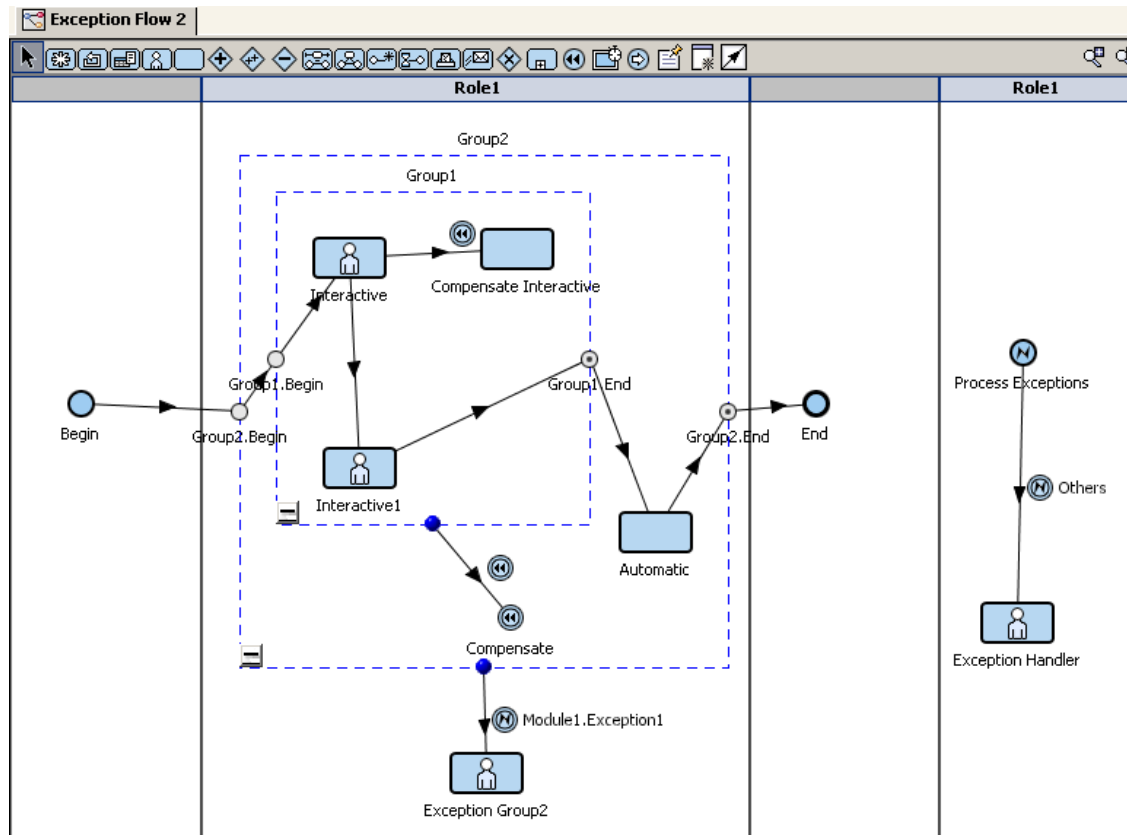 Exception Flow 2
Role1
Role1
Group2
Group1
Interactive
Compensate Interactive
Group1.Begin
Group1.End
Process Exceptions
Begin
Group2.Begin
Group2.End
End
Interactive1
Others
Automatic
Compensate
Exception Handler
Module1.Exception1
Exception Group2